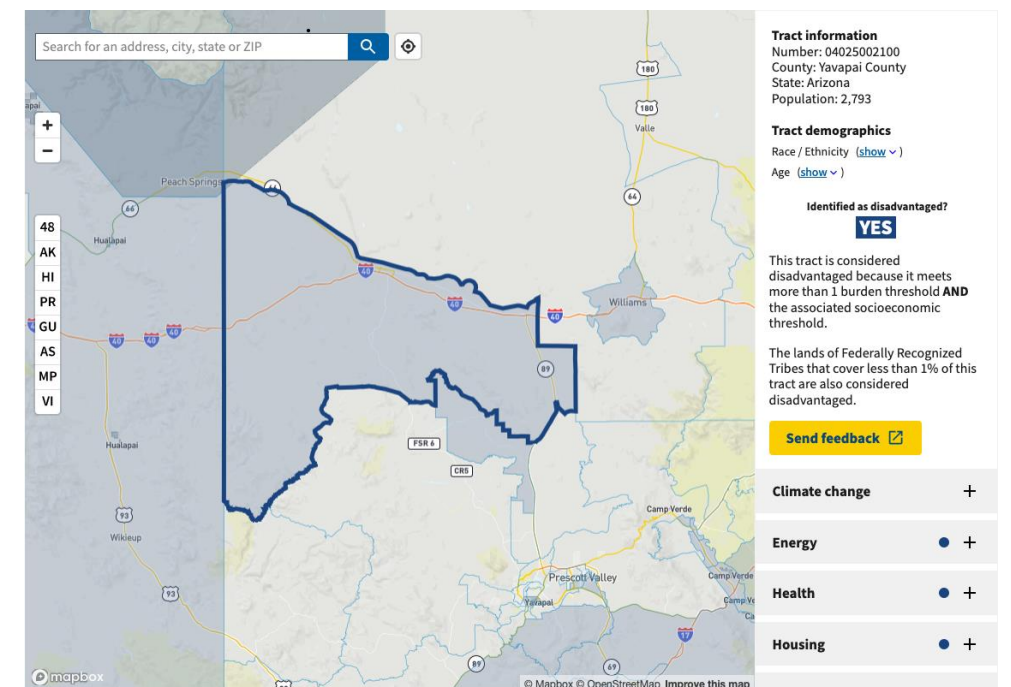 Search for an address, city, state or ZIP
+
−
48
AK
HI
PR
GU
AS
MP
VI
180
180
Valle
64
Peach Springs
66
66
Hualapai
40
40
40
40
40
40
Williams
89
FSR 6
CR5
Hualapai
93
Wikieup
93
Camp Verde
Prescott Valley
Camp Verde
Yavapai
17
89
69
mapbox
© Mapbox © OpenStreetMap Improve this map
Tract information
Number: 04025002100
County: Yavapai County
State: Arizona
Population: 2,793
Tract demographics
Race / Ethnicity (show)
Age (show)
Identified as disadvantaged?
YES
This tract is considered
disadvantaged because it meets
more than 1 burden threshold AND
the associated socioeconomic
threshold.
The lands of Federally Recognized
Tribes that cover less than 1% of this
tract are also considered
disadvantaged.
Send feedback
Climate change +
Energy +
Health +
Housing +